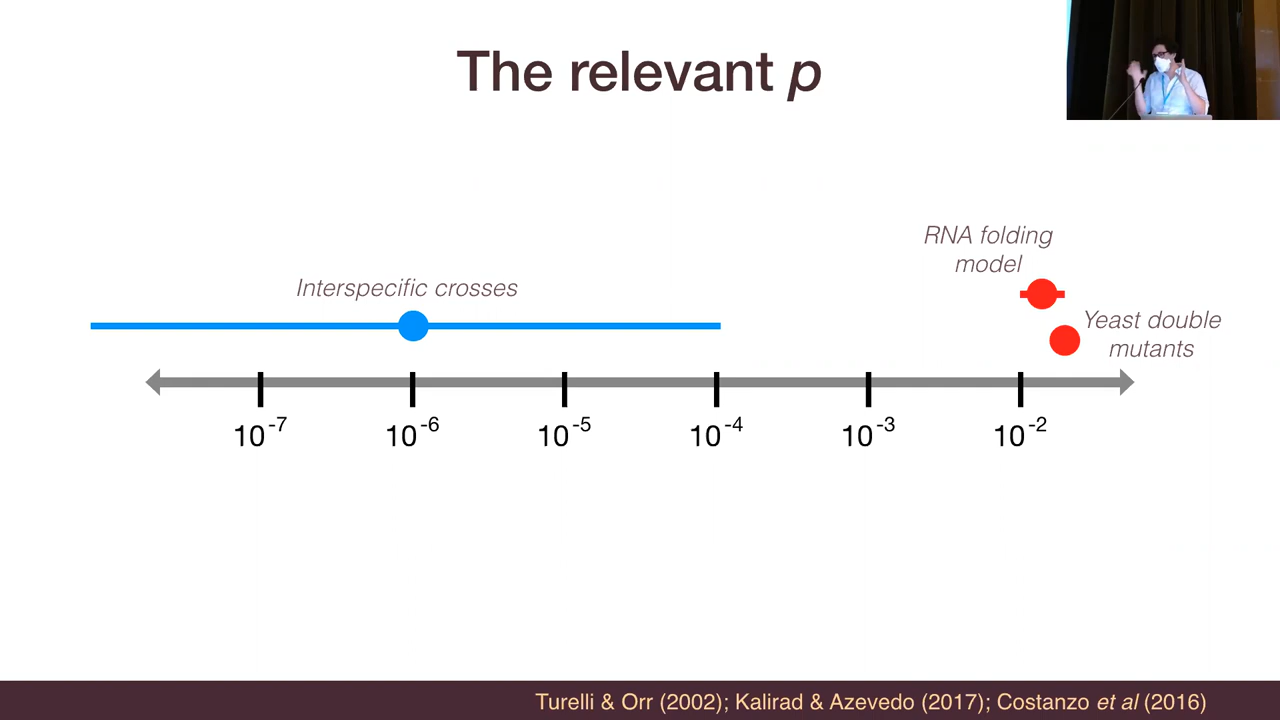 The relevant p
RNA folding
model
Interspecific crosses
Yeast double
mutants
10-7
10-6
10-5
10-4
10-3
10-2
Turelli & Orr (2002); Kalirad & Azevedo (2017); Costanzo et al (2016)